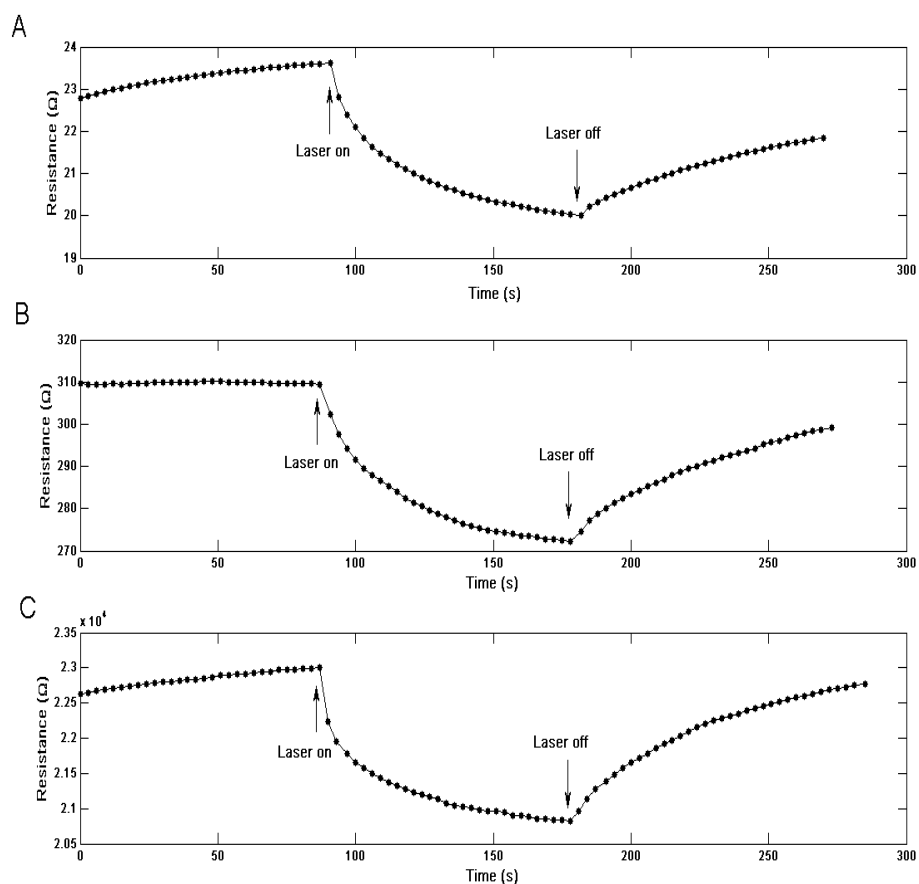 A
24
23
22
21
20
19
Resistance (Ω)
Laser on
Laser off
0 50 100 150 200 250 300
Time (s)
B
320
310
300
290
280
270
Resistance (Ω)
Laser on
Laser off
0 50 100 150 200 250 300
Time (s)
C
x 10⁴
2.35
2.3
2.25
2.2
2.15
2.1
2.05
Resistance (Ω)
Laser on
Laser off
0 50 100 150 200 250 300
Time (s)